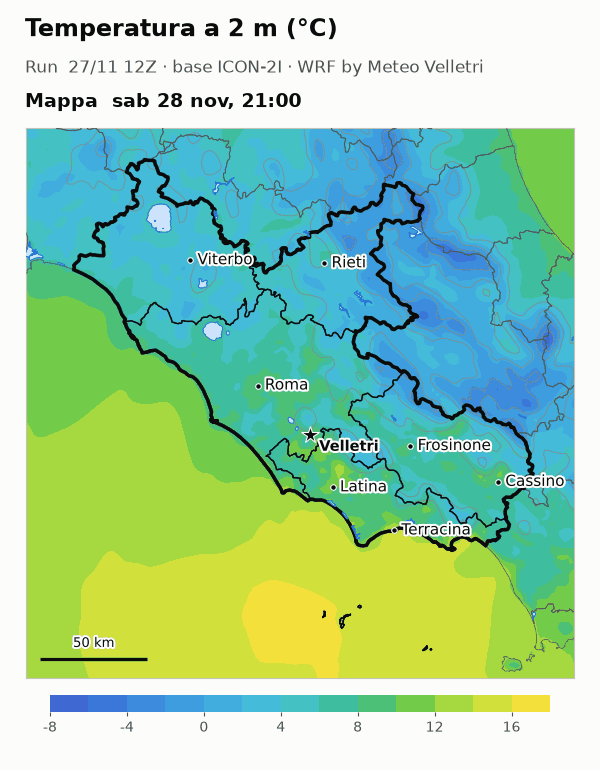 Temperatura a 2 m (°C)
Run  27/11 12Z · base ICON-2I · WRF by Meteo Velletri
Mappa  sab 28 nov, 21:00
Viterbo
Rieti
Roma
Velletri
Frosinone
Latina
Cassino
Terracina
50 km
-8 -4 0 4 8 12 16